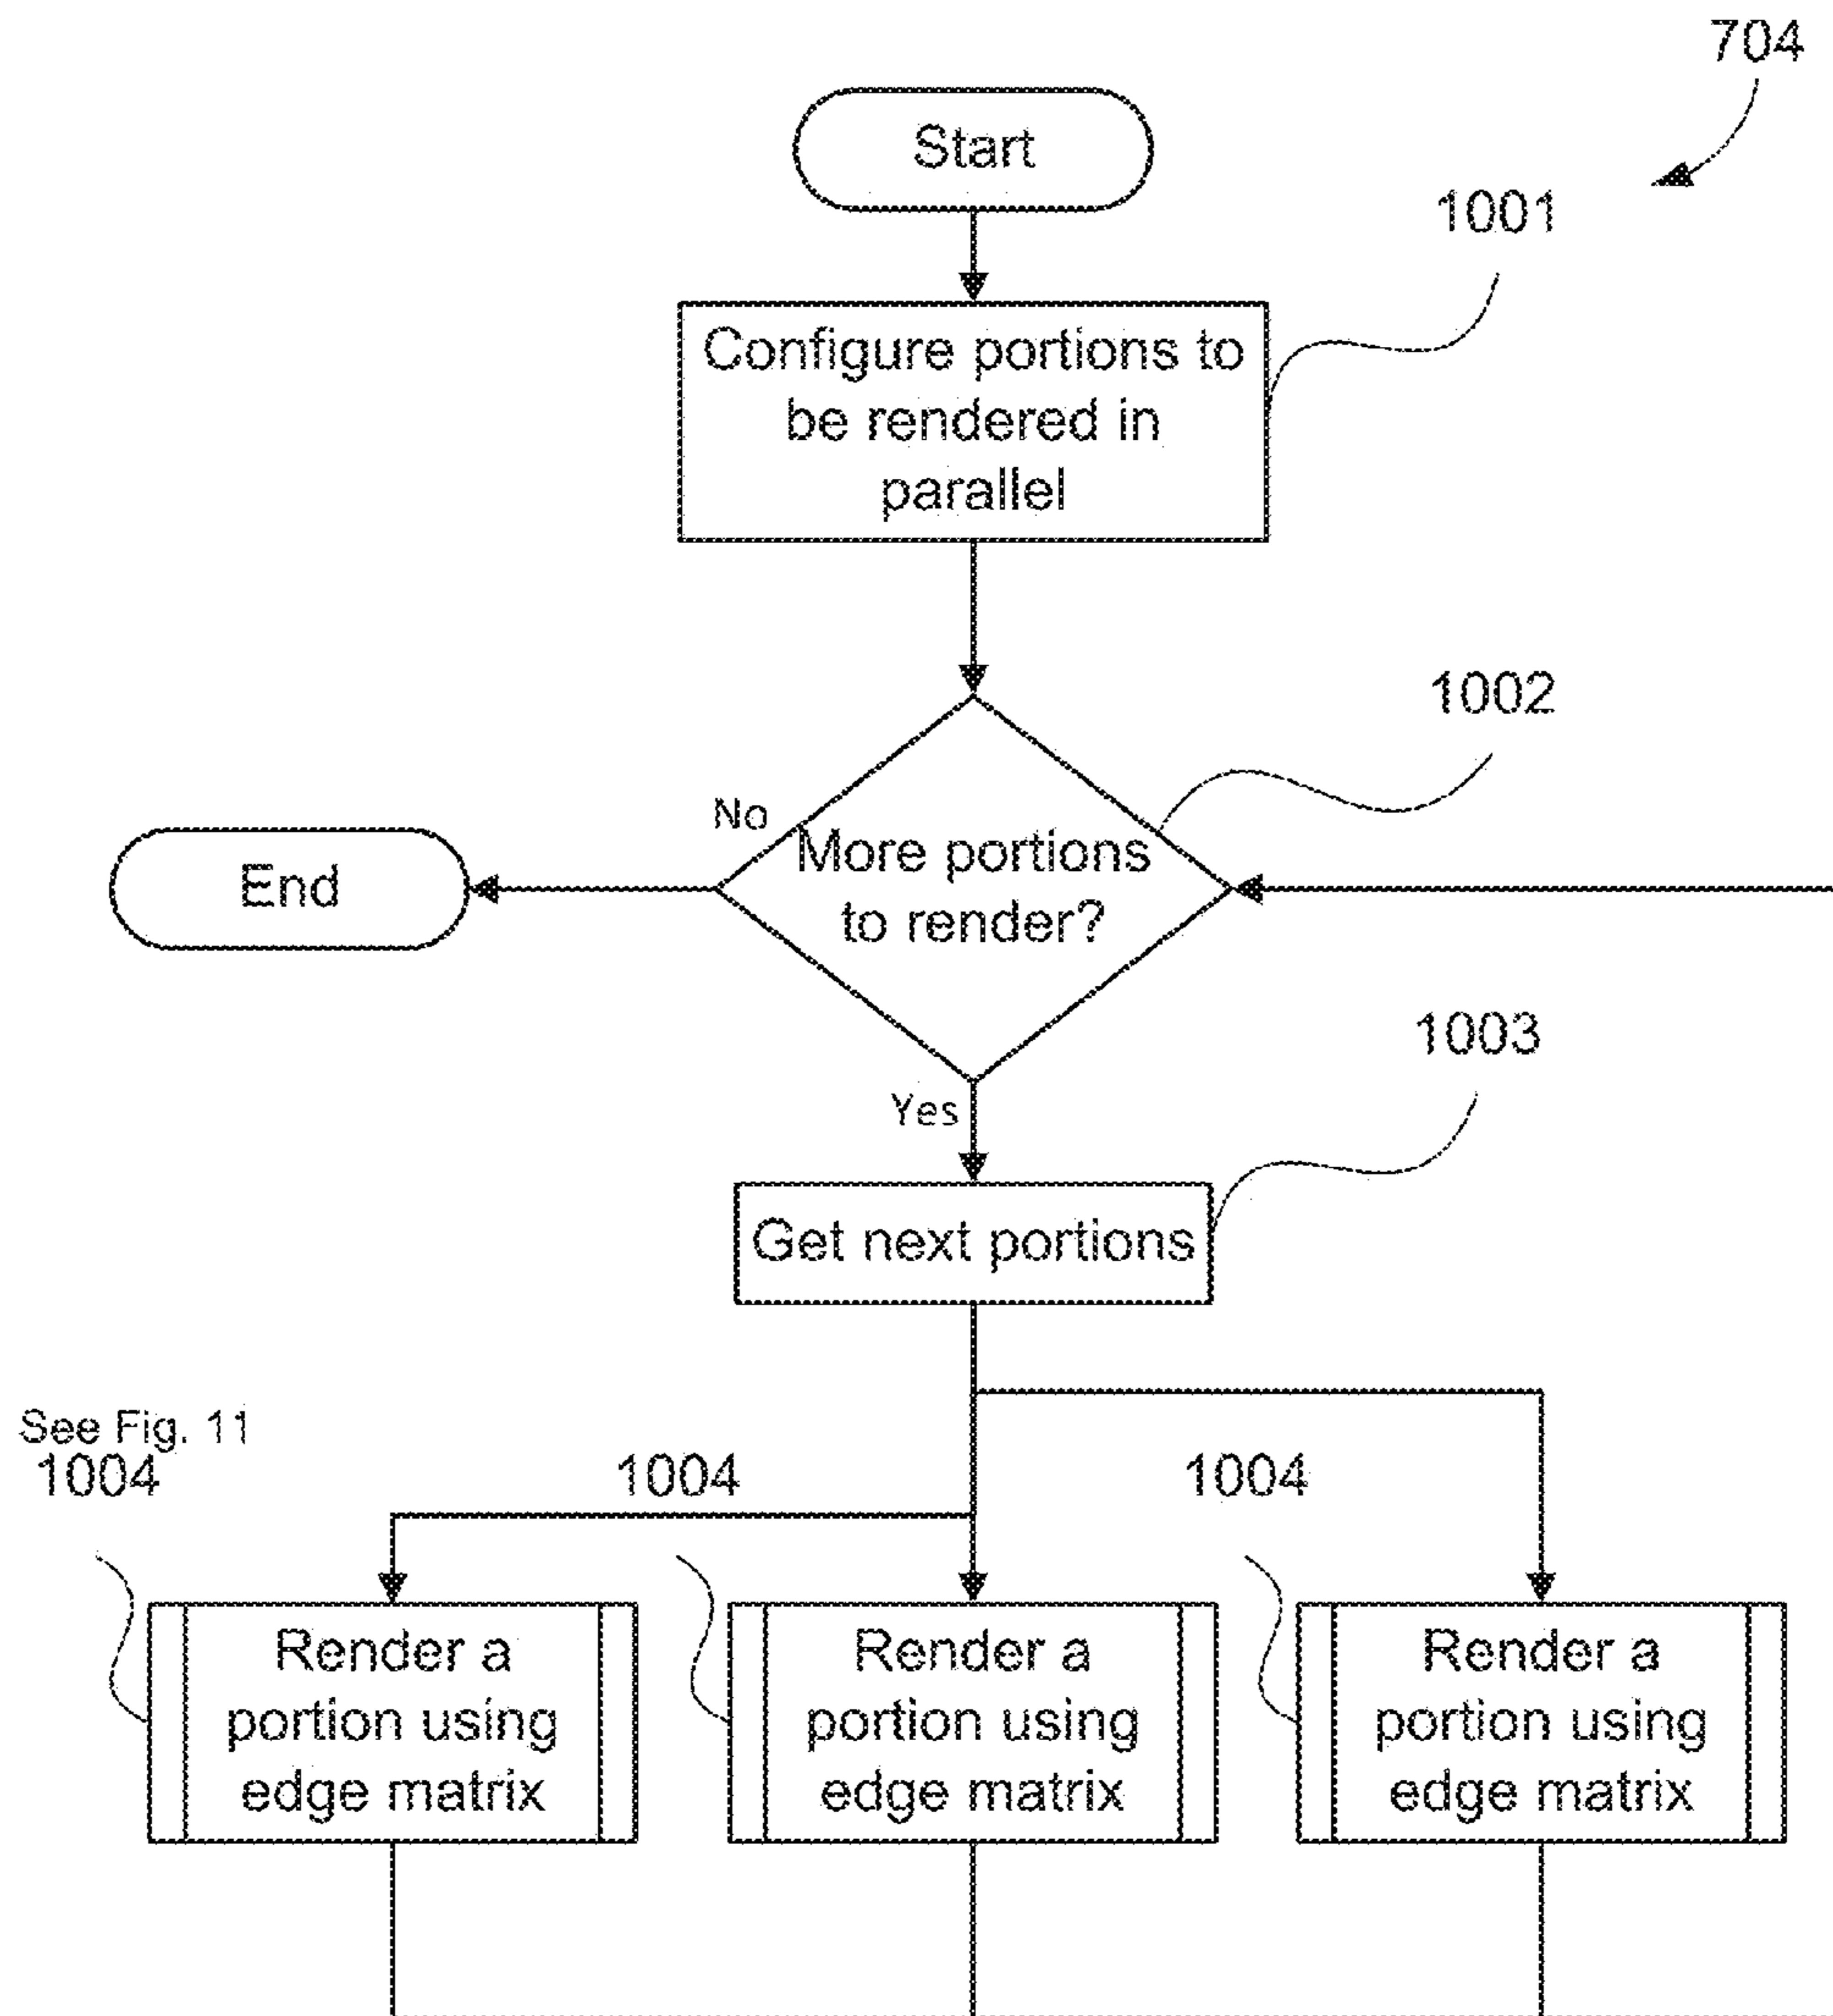 704
Start
1001
Configure portions to
be rendered in
parallel
1002
No
More portions
to render?
End
1003
Yes
Get next portions
See Fig. 11
1004
1004
1004
Render a
portion using
edge matrix
Render a
portion using
edge matrix
Render a
portion using
edge matrix